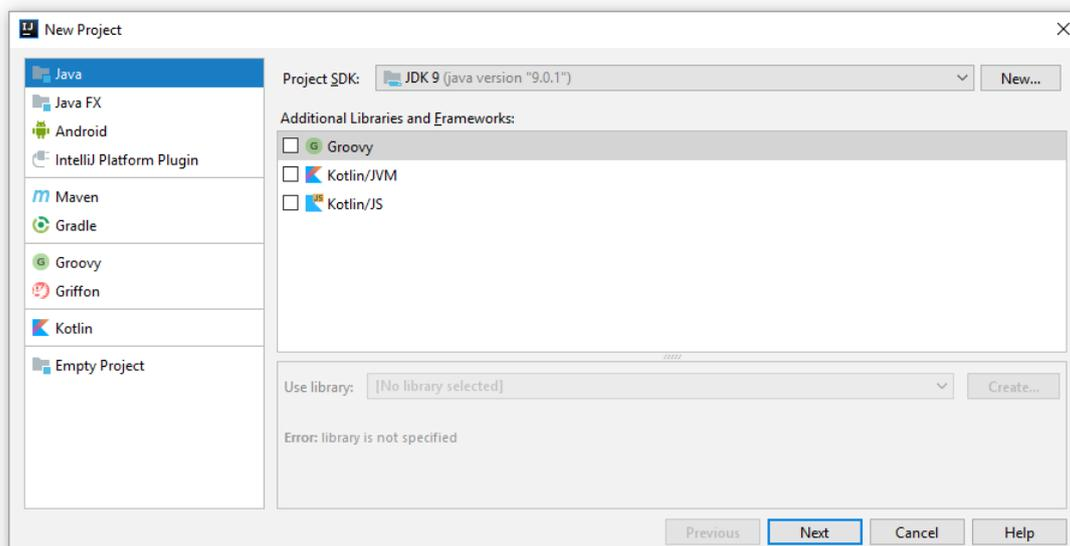 New Project
Java
Java FX
Android
IntelliJ Platform Plugin
Maven
Gradle
Groovy
Griffon
Kotlin
Empty Project
Project SDK: JDK 9 (java version "9.0.1") New...
Additional Libraries and Frameworks:
Groovy
Kotlin/JVM
Kotlin/JS
Use library: [No library selected] Create...
Error: library is not specified
Previous Next Cancel Help